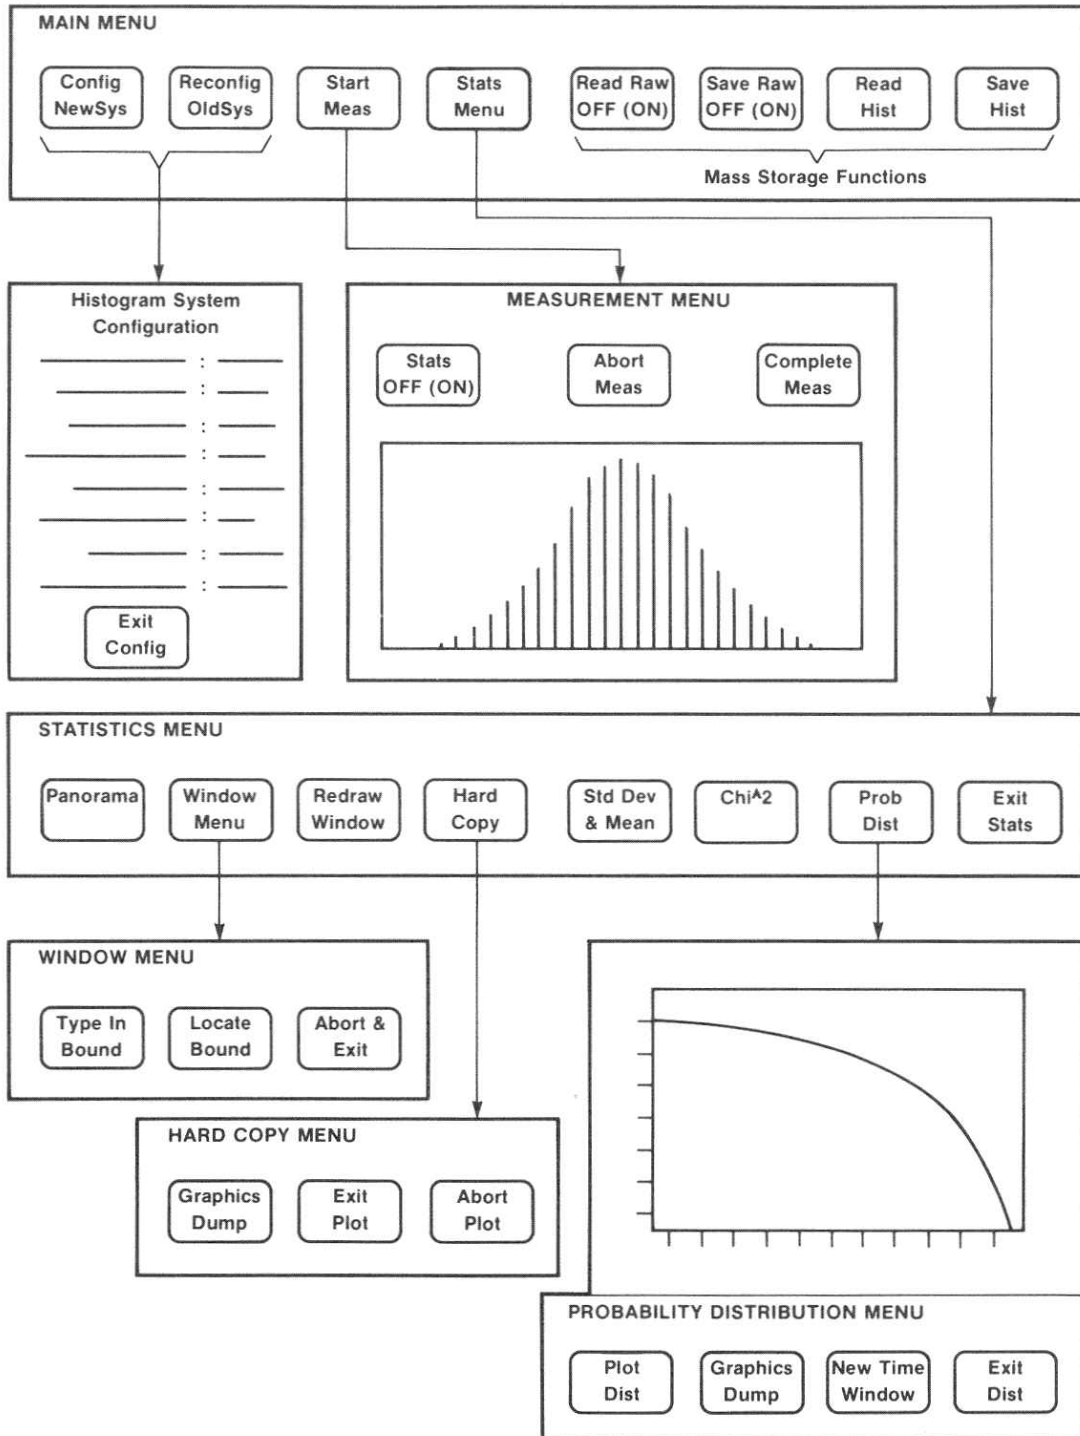 MAIN MENU
Config
NewSys
Reconfig
OldSys
Start
Meas
Stats
Menu
Read Raw
OFF (ON)
Save Raw
OFF (ON)
Read
Hist
Save
Hist
Mass Storage Functions
Histogram System
Configuration
:
:
:
:
:
:
:
:
Exit
Config
MEASUREMENT MENU
Stats
OFF (ON)
Abort
Meas
Complete
Meas
STATISTICS MENU
Panorama
Window
Menu
Redraw
Window
Hard
Copy
Std Dev
& Mean
Chi^2
Prob
Dist
Exit
Stats
WINDOW MENU
Type In
Bound
Locate
Bound
Abort &
Exit
HARD COPY MENU
Graphics
Dump
Exit
Plot
Abort
Plot
PROBABILITY DISTRIBUTION MENU
Plot
Dist
Graphics
Dump
New Time
Window
Exit
Dist